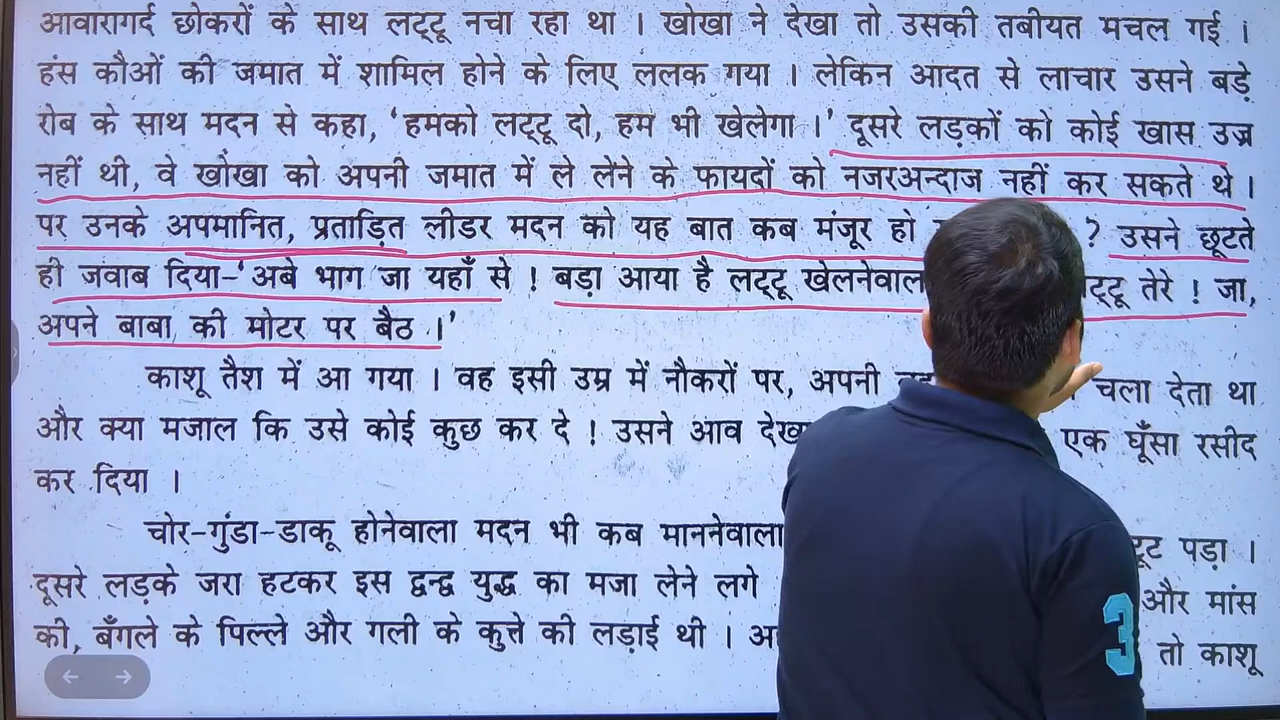 आवारागर्द छोकरों के साथ लट्टू नचा रहा था । खोखा ने देखा तो उसकी तबीयत मचल गई ।
हंस कौओं की जमात में शामिल होने के लिए ललक गया । लेकिन आदत से लाचार उसने बड़े
रोब के साथ मदन से कहा, 'हमको लट्टू दो, हम भी खेलेगा ।' दूसरे लड़कों को कोई खास उज्र
नहीं थी, वे खोखा को अपनी जमात में ले लेने के फायदों को नजरअन्दाज नहीं कर सकते थे ।
पर उनके अपमानित, प्रताड़ित लीडर मदन को यह बात कब मंजूर हो ? उसने छूटते
ही जवाब दिया-'अबे भाग जा यहाँ से ! बड़ा आया है लट्टू तेरे ! जा,
अपने बाबा की मोटर पर बैठ ।'
काशू तैश में आ गया । वह इसी उम्र में नौकरों पर, अपनी चला देता था
और क्या मजाल कि उसे कोई कुछ कर दे ! उसने आव एक घूँसा रसीद
कर दिया ।
चोर-गुंडा-डाकू होनेवाला मदन भी कब पड़ा ।
दूसरे लड़के जरा हटकर इस द्वन्द्व युद्ध का मजा लेने लगे और मांस
की, बँगले के पिल्ले और गली के कुत्ते की लड़ाई थी । तो काशू
3